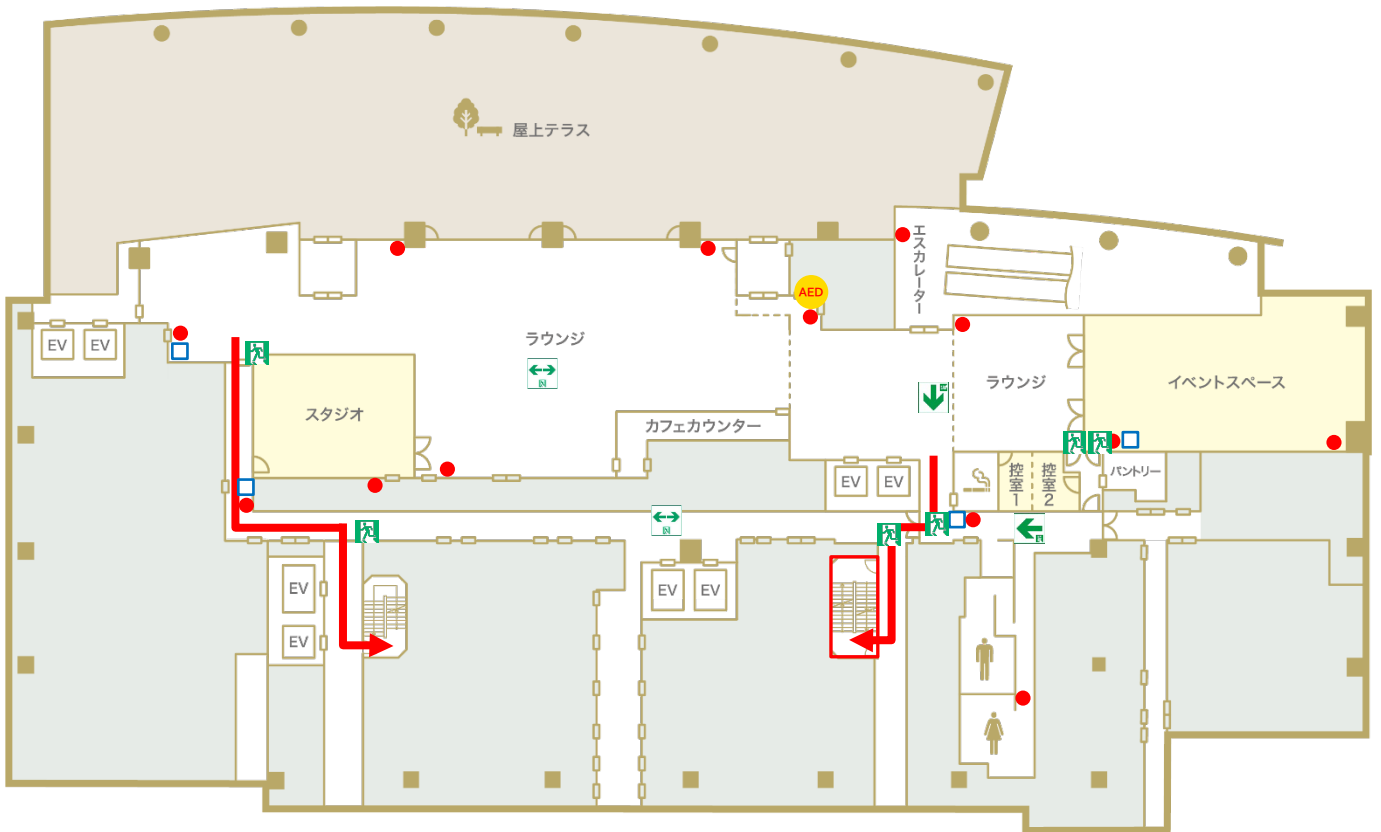 屋上テラス
エスカレーター
AED
ラウンジ
EV
EV
ラウンジ
イベントスペース
スタジオ
カフェカウンター
EV
EV
控室1
控室2
パントリー
EV
EV
EV
EV